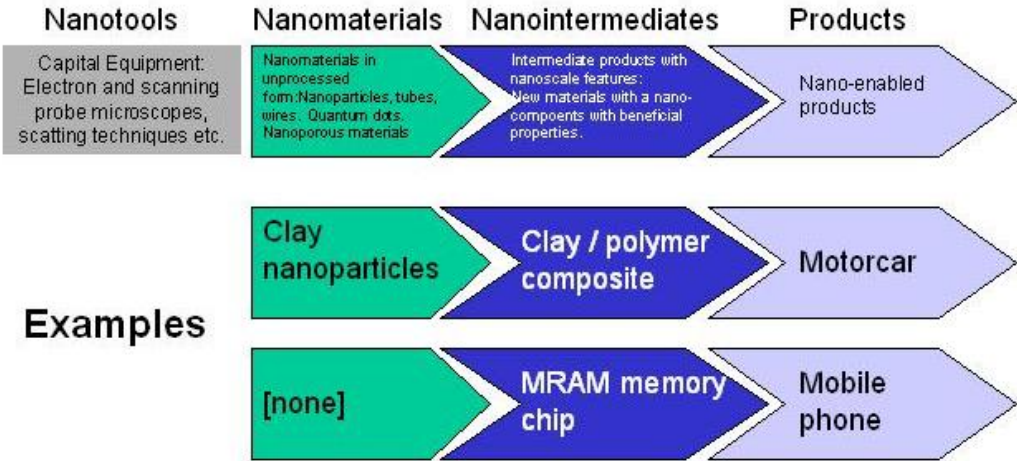 Nanotools
Nanomaterials
Nanointermediates
Products
Capital Equipment:
Electron and scanning
probe microscopes,
scatting techniques etc.
Nanomaterials in
unprocessed
form:Nanoparticles, tubes,
wires. Quantum dots.
Nanoporous materials
Intermediate products with
nanoscale features:
New materials with a nano-
compoents with beneficial
properties.
Nano-enabled
products
Examples
Clay
nanoparticles
Clay / polymer
composite
Motorcar
[none]
MRAM memory
chip
Mobile
phone